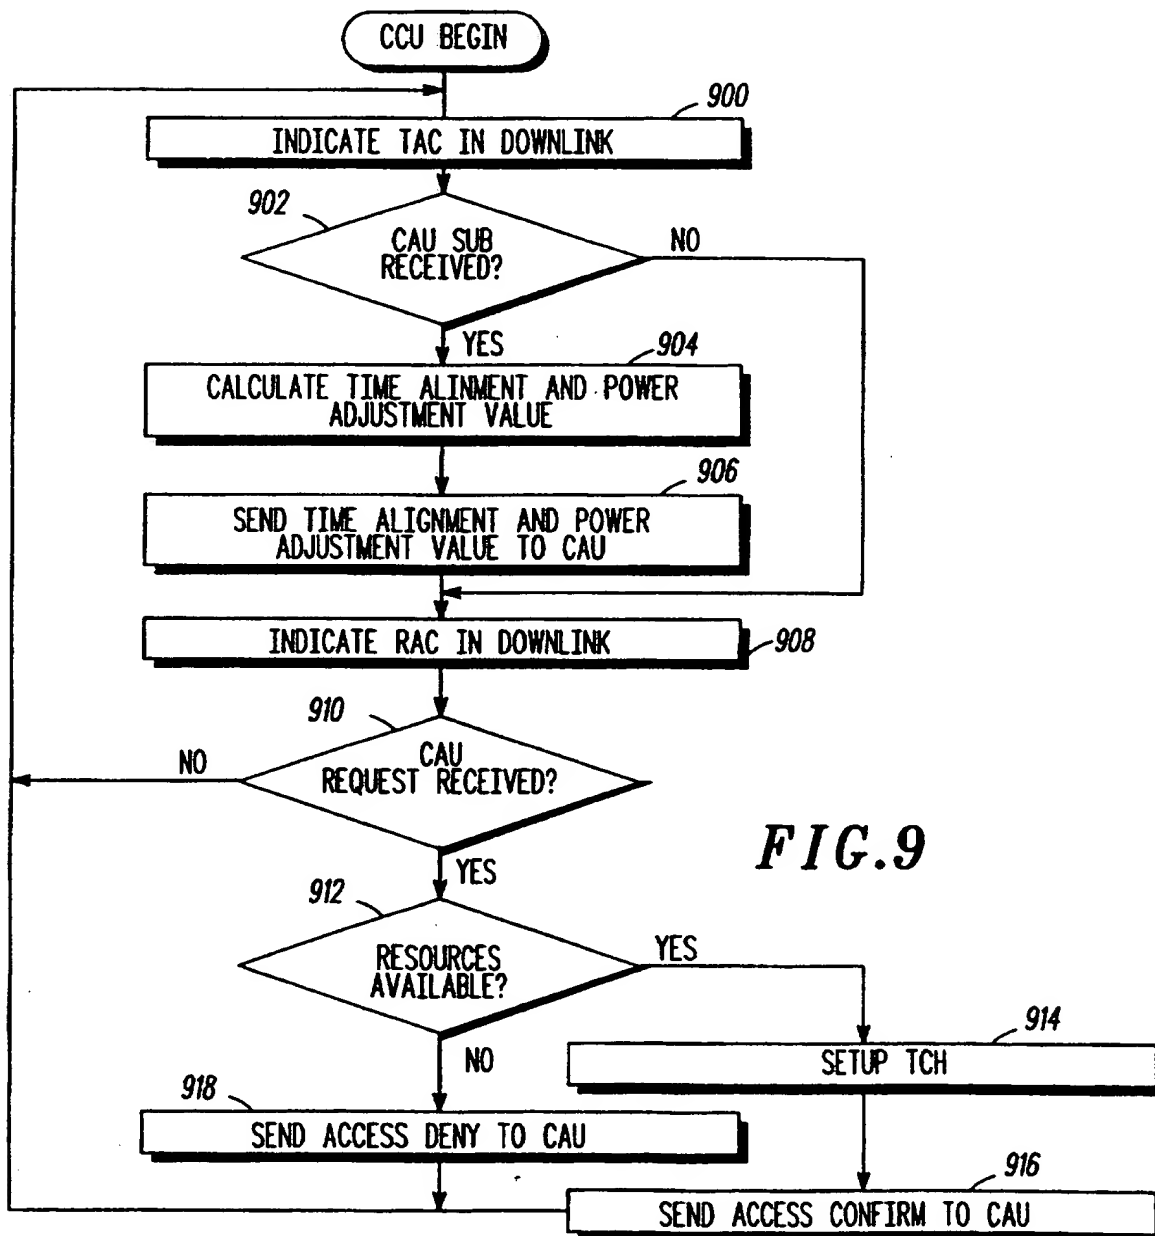 CCU BEGIN
900
INDICATE TAC IN DOWNLINK
902
CAU SUB
RECEIVED?
NO
YES
904
CALCULATE TIME ALINMENT AND POWER
ADJUSTMENT VALUE
906
SEND TIME ALIGNMENT AND POWER
ADJUSTMENT VALUE TO CAU
INDICATE RAC IN DOWNLINK
908
910
CAU
REQUEST RECEIVED?
NO
YES
FIG.9
912
RESOURCES
AVAILABLE?
YES
NO
914
SETUP TCH
918
SEND ACCESS DENY TO CAU
916
SEND ACCESS CONFIRM TO CAU